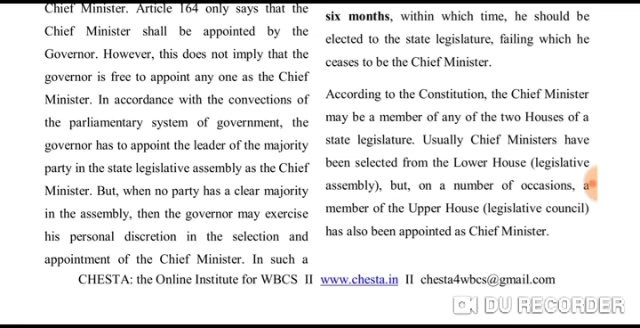 Chief Minister. Article 164 only says that the
Chief Minister shall be appointed by the
Governor. However, this does not imply that the
governor is free to appoint any one as the Chief
Minister. In accordance with the convections of
the parliamentary system of government, the
governor has to appoint the leader of the majority
party in the state legislative assembly as the Chief
Minister. But, when no party has a clear majority
in the assembly, then the governor may exercise
his personal discretion in the selection and
appointment of the Chief Minister. In such a
six months, within which time, he should be
elected to the state legislature, failing which he
ceases to be the Chief Minister.
According to the Constitution, the Chief Minister
may be a member of any of the two Houses of a
state legislature. Usually Chief Ministers have
been selected from the Lower House (legislative
assembly), but, on a number of occasions, a
member of the Upper House (legislative council)
has also been appointed as Chief Minister.
CHESTA: the Online Institute for WBCS II www.chesta.in II chesta4wbcs@gmail.com
DU RECORDER